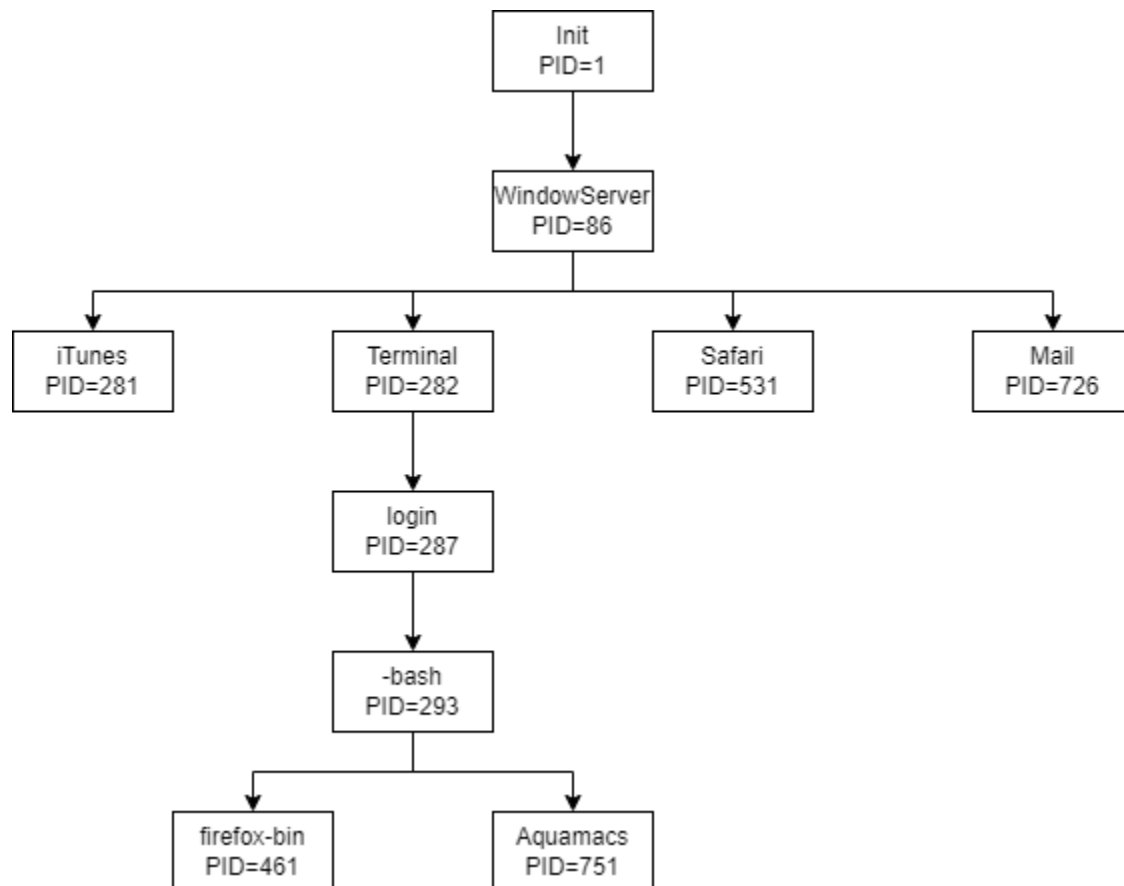 Init
PID=1
WindowServer
PID=86
iTunes
PID=281
Terminal
PID=282
Safari
PID=531
Mail
PID=726
login
PID=287
-bash
PID=293
firefox-bin
PID=461
Aquamacs
PID=751